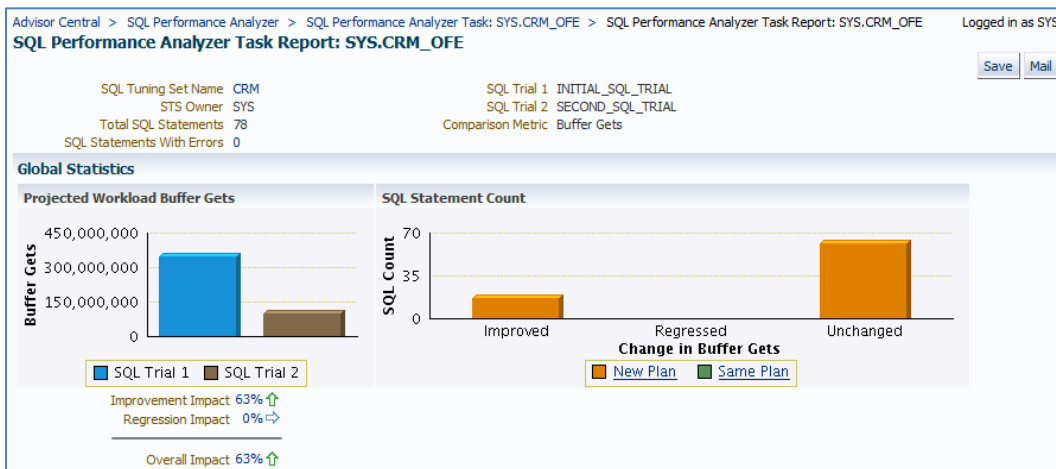 Advisor Central > SQL Performance Analyzer > SQL Performance Analyzer Task: SYS.CRM_OFE > SQL Performance Analyzer Task Report: SYS.CRM_OFE Logged in as SYS
SQL Performance Analyzer Task Report: SYS.CRM_OFE
Save Mail
SQL Tuning Set Name CRM SQL Trial 1 INITIAL_SQL_TRIAL
STS Owner SYS SQL Trial 2 SECOND_SQL_TRIAL
Total SQL Statements 78 Comparison Metric Buffer Gets
SQL Statements With Errors 0
Global Statistics
Projected Workload Buffer Gets
Buffer Gets
450,000,000
300,000,000
150,000,000
0
SQL Trial 1 SQL Trial 2
Improvement Impact 63%
Regression Impact 0%
Overall Impact 63%
SQL Statement Count
SQL Count
70
35
0
Improved Regressed Unchanged
Change in Buffer Gets
New Plan Same Plan